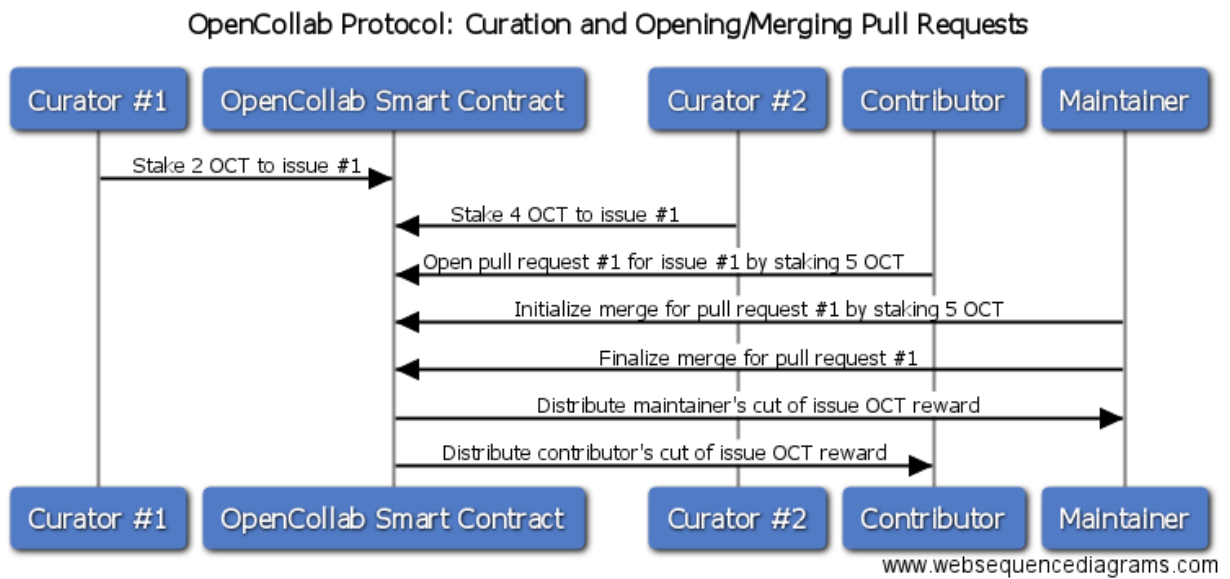 OpenCollab Protocol: Curation and Opening/Merging Pull Requests
Curator #1
OpenCollab Smart Contract
Curator #2
Contributor
Maintainer
Stake 2 OCT to issue #1
Stake 4 OCT to issue #1
Open pull request #1 for issue #1 by staking 5 OCT
Initialize merge for pull request #1 by staking 5 OCT
Finalize merge for pull request #1
Distribute maintainer's cut of issue OCT reward
Distribute contributor's cut of issue OCT reward
Curator #1
OpenCollab Smart Contract
Curator #2
Contributor
Maintainer
www.websequencediagrams.com